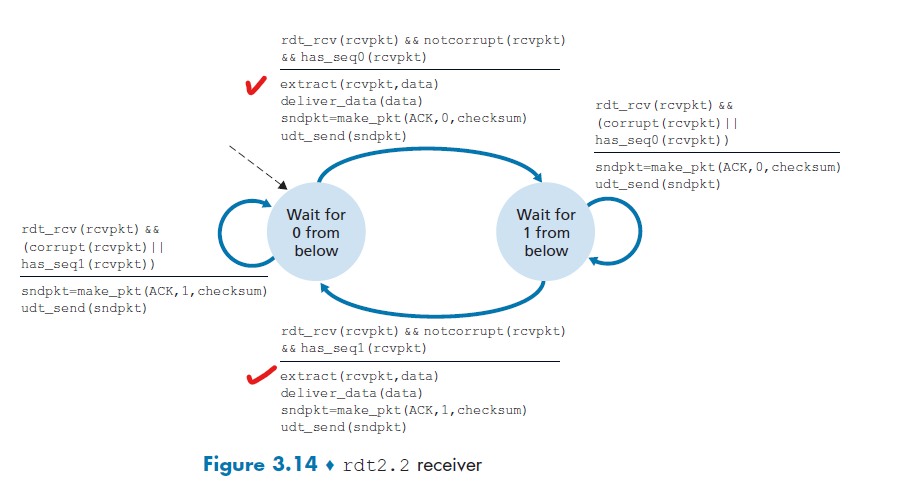 rdt_rcv(rcvpkt) && notcorrupt(rcvpkt)
&& has_seq0(rcvpkt)
extract(rcvpkt,data)
deliver_data(data)
sndpkt=make_pkt(ACK,0,checksum)
udt_send(sndpkt)
rdt_rcv(rcvpkt) &&
(corrupt(rcvpkt)||
has_seq0(rcvpkt))
sndpkt=make_pkt(ACK,0,checksum)
udt_send(sndpkt)
Wait for
0 from
below
Wait for
1 from
below
rdt_rcv(rcvpkt) &&
(corrupt(rcvpkt)||
has_seq1(rcvpkt))
sndpkt=make_pkt(ACK,1,checksum)
udt_send(sndpkt)
rdt_rcv(rcvpkt) && notcorrupt(rcvpkt)
&& has_seq1(rcvpkt)
extract(rcvpkt,data)
deliver_data(data)
sndpkt=make_pkt(ACK,1,checksum)
udt_send(sndpkt)
Figure 3.14 ♦ rdt2.2 receiver